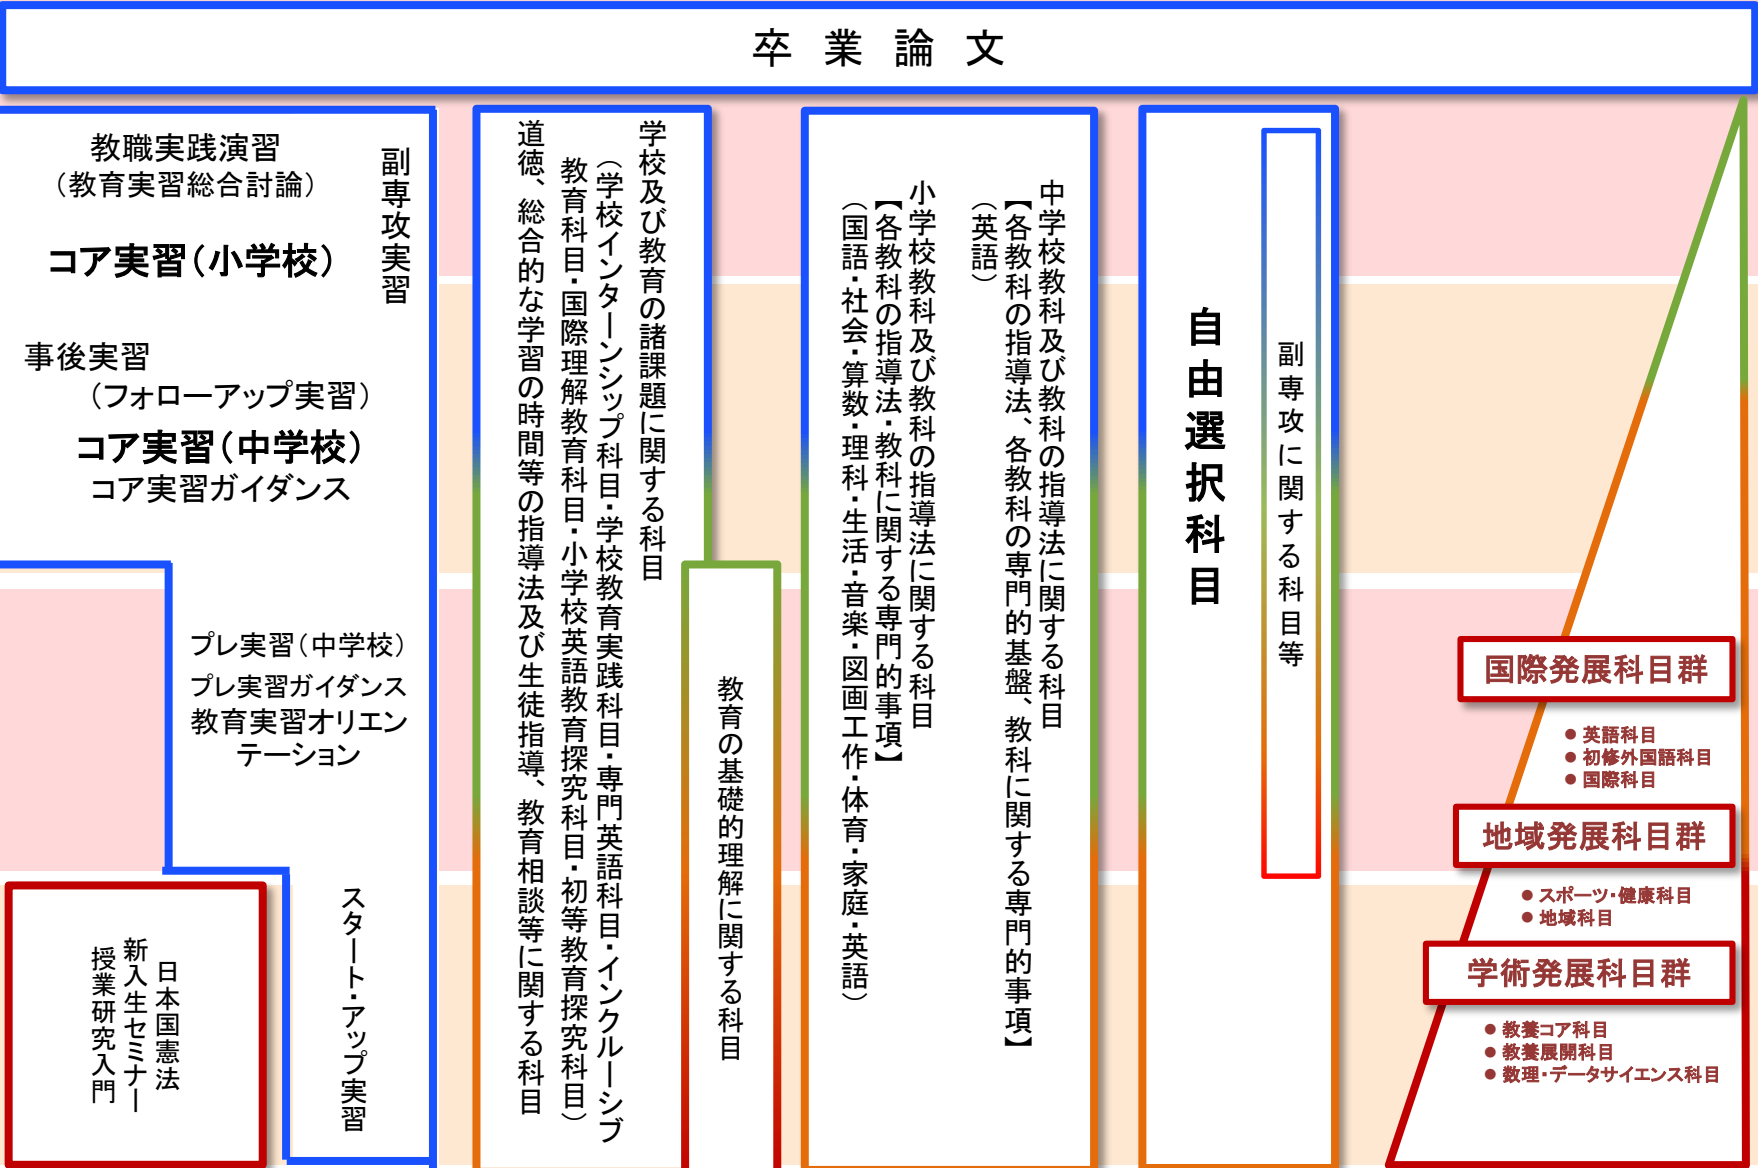 卒業論文
教職実践演習
（教育実習総合討論）
副専攻実習
コア実習（小学校）
事後実習
（フォローアップ実習）
コア実習（中学校）
コア実習ガイダンス
プレ実習（中学校）
プレ実習ガイダンス
教育実習オリエン
テーション
スタート・アップ実習
日本国憲法
新入生セミナー
授業研究入門
学校及び教育の諸課題に関する科目
（学校インターンシップ科目・学校教育実践科目・専門英語科目・インクルーシブ
教育科目・国際理解教育科目・小学校英語教育探究科目・初等教育探究科目）
道徳、総合的な学習の時間等の指導法及び生徒指導、教育相談等に関する科目
教育の基礎的理解に関する科目
中学校教科及び教科の指導法に関する科目
【各教科の指導法、各教科の専門的基盤、教科に関する専門的事項】
（英語）
小学校教科及び教科の指導法に関する科目
【各教科の指導法・教科に関する専門的事項】
（国語・社会・算数・理科・生活・音楽・図画工作・体育・家庭・英語）
自由選択科目
副専攻に関する科目等
国際発展科目群
● 英語科目
● 初修外国語科目
● 国際科目
地域発展科目群
● スポーツ・健康科目
● 地域科目
学術発展科目群
● 教養コア科目
● 教養展開科目
● 数理・データサイエンス科目